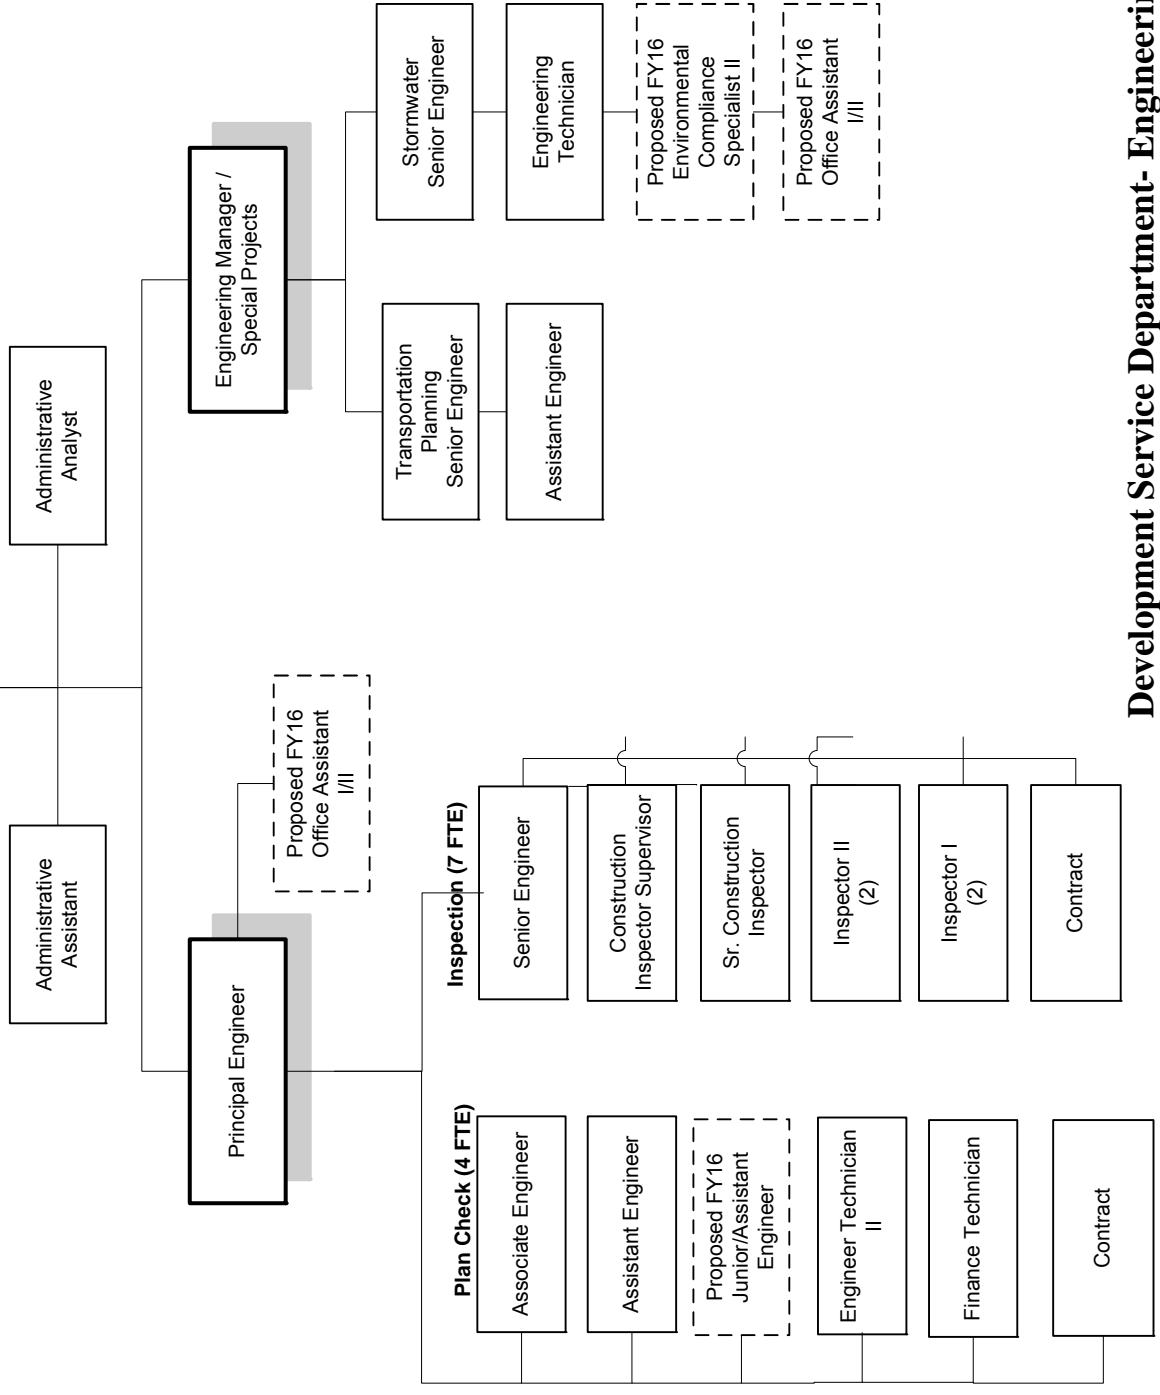 Administrative
Assistant
Administrative
Analyst
Principal Engineer
Proposed FY16
Office Assistant
I/II
Engineering Manager /
Special Projects
Plan Check (4 FTE)
Associate Engineer
Assistant Engineer
Proposed FY16
Junior/Assistant
Engineer
Engineer Technician
II
Finance Technician
Contract
Inspection (7 FTE)
Senior Engineer
Construction
Inspector Supervisor
Sr. Construction
Inspector
Inspector II
(2)
Inspector I
(2)
Contract
Transportation
Planning
Senior Engineer
Assistant Engineer
Stormwater
Senior Engineer
Engineering
Technician
Proposed FY16
Environmental
Compliance
Specialist II
Proposed FY16
Office Assistant
I/II
Development Service Department- Engineerin